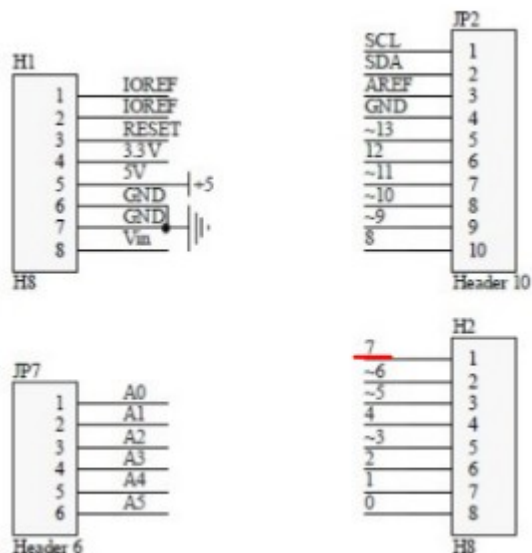 H1
1 IOREF
2 IOREF
3 RESET
4 3.3V
5 5V +5
6 GND
7 GND
8 Vin
H8
JP2
SCL 1
SDA 2
AREF 3
GND 4
~13 5
12 6
~11 7
~10 8
~9 9
8 10
Header 10
JP7
1 A0
2 A1
3 A2
4 A3
5 A4
6 A5
Header 6
H2
7 1
~6 2
~5 3
4 4
~3 5
2 6
1 7
0 8
H8